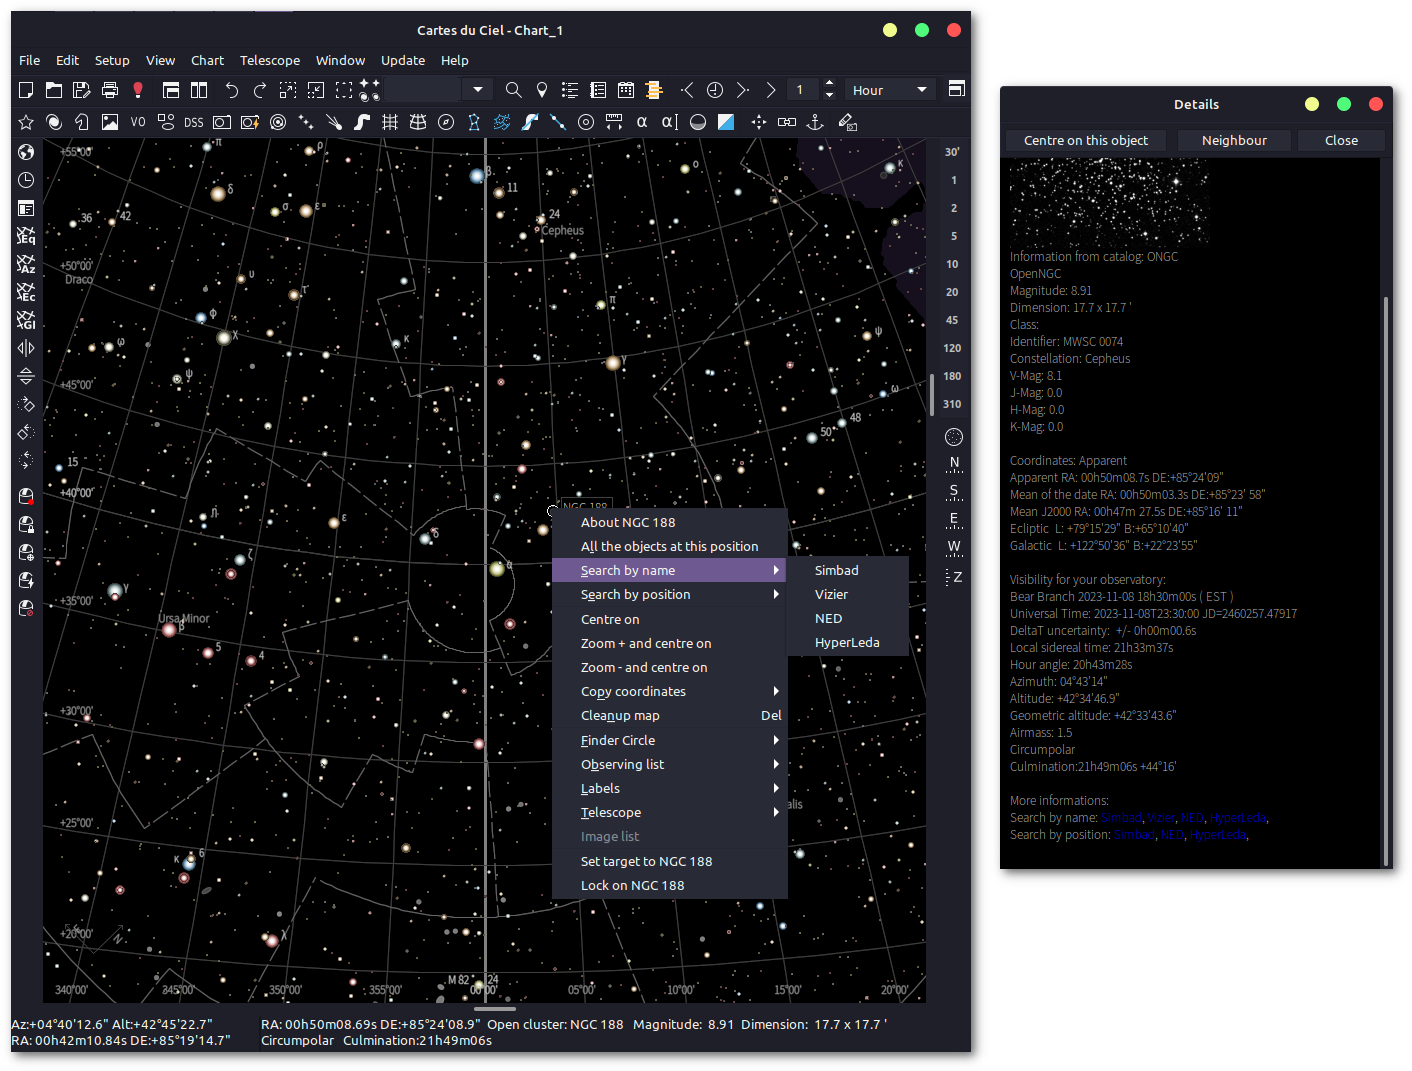 Cartes du Ciel - Chart_1
File Edit Setup View Chart Telescope Window Update Help
1 Hour
VO DSS α α
Eq
Az
Ec
Gl
+55°00'
+50°00'
Draco
+45°00'
+40°00'
+35°00'
+30°00'
+25°00'
+20°00'
π ρ β 11 ο κ
δ σ ε 24
Cepheus
36 42
υ τ π
φ χ κ ψ
ω γ
ψ ω
48
50
15
η ε δ
NGC 188
ζ α
γ
Ursa Minor
β
5 4
κ 6
λ
N
M 82 24
alis
340°00' 345°00' 350°00' 355°00' 00°00' 05°00' 10°00' 15°00' 20°00'
30'
1
2
5
10
20
45
120
180
310
N
S
E
W
Z
About NGC 188
All the objects at this position
Search by name
Search by position
Centre on
Zoom + and centre on
Zoom - and centre on
Copy coordinates
Cleanup map Del
Finder Circle
Observing list
Labels
Telescope
Image list
Set target to NGC 188
Lock on NGC 188
Simbad
Vizier
NED
HyperLeda
Az:+04°40'12.6" Alt:+42°45'22.7"
RA: 00h42m10.84s DE:+85°19'14.7"
RA: 00h50m08.69s DE:+85°24'08.9" Open cluster: NGC 188 Magnitude: 8.91 Dimension: 17.7 x 17.7 '
Circumpolar Culmination:21h49m06s
Details
Centre on this object Neighbour Close
Information from catalog: ONGC
OpenNGC
Magnitude: 8.91
Dimension: 17.7 x 17.7 '
Class:
Identifier: MWSC 0074
Constellation: Cepheus
V-Mag: 8.1
J-Mag: 0.0
H-Mag: 0.0
K-Mag: 0.0
Coordinates: Apparent
Apparent RA: 00h50m08.7s DE:+85°24'09"
Mean of the date RA: 00h50m03.3s DE:+85°23' 58"
Mean J2000 RA: 00h47m 27.5s DE:+85°16' 11"
Ecliptic L: +79°15'29" B:+65°10'40"
Galactic L: +122°50'36" B:+22°23'55"
Visibility for your observatory:
Bear Branch 2023-11-08 18h30m00s ( EST )
Universal Time: 2023-11-08T23:30:00 JD=2460257.47917
DeltaT uncertainty: +/- 0h00m00.6s
Local sidereal time: 21h33m37s
Hour angle: 20h43m28s
Azimuth: 04°43'14"
Altitude: +42°34'46.9"
Geometric altitude: +42°33'43.6"
Airmass: 1.5
Circumpolar
Culmination:21h49m06s +44°16'
More informations:
Search by name: Simbad, Vizier, NED, HyperLeda,
Search by position: Simbad, NED, HyperLeda,